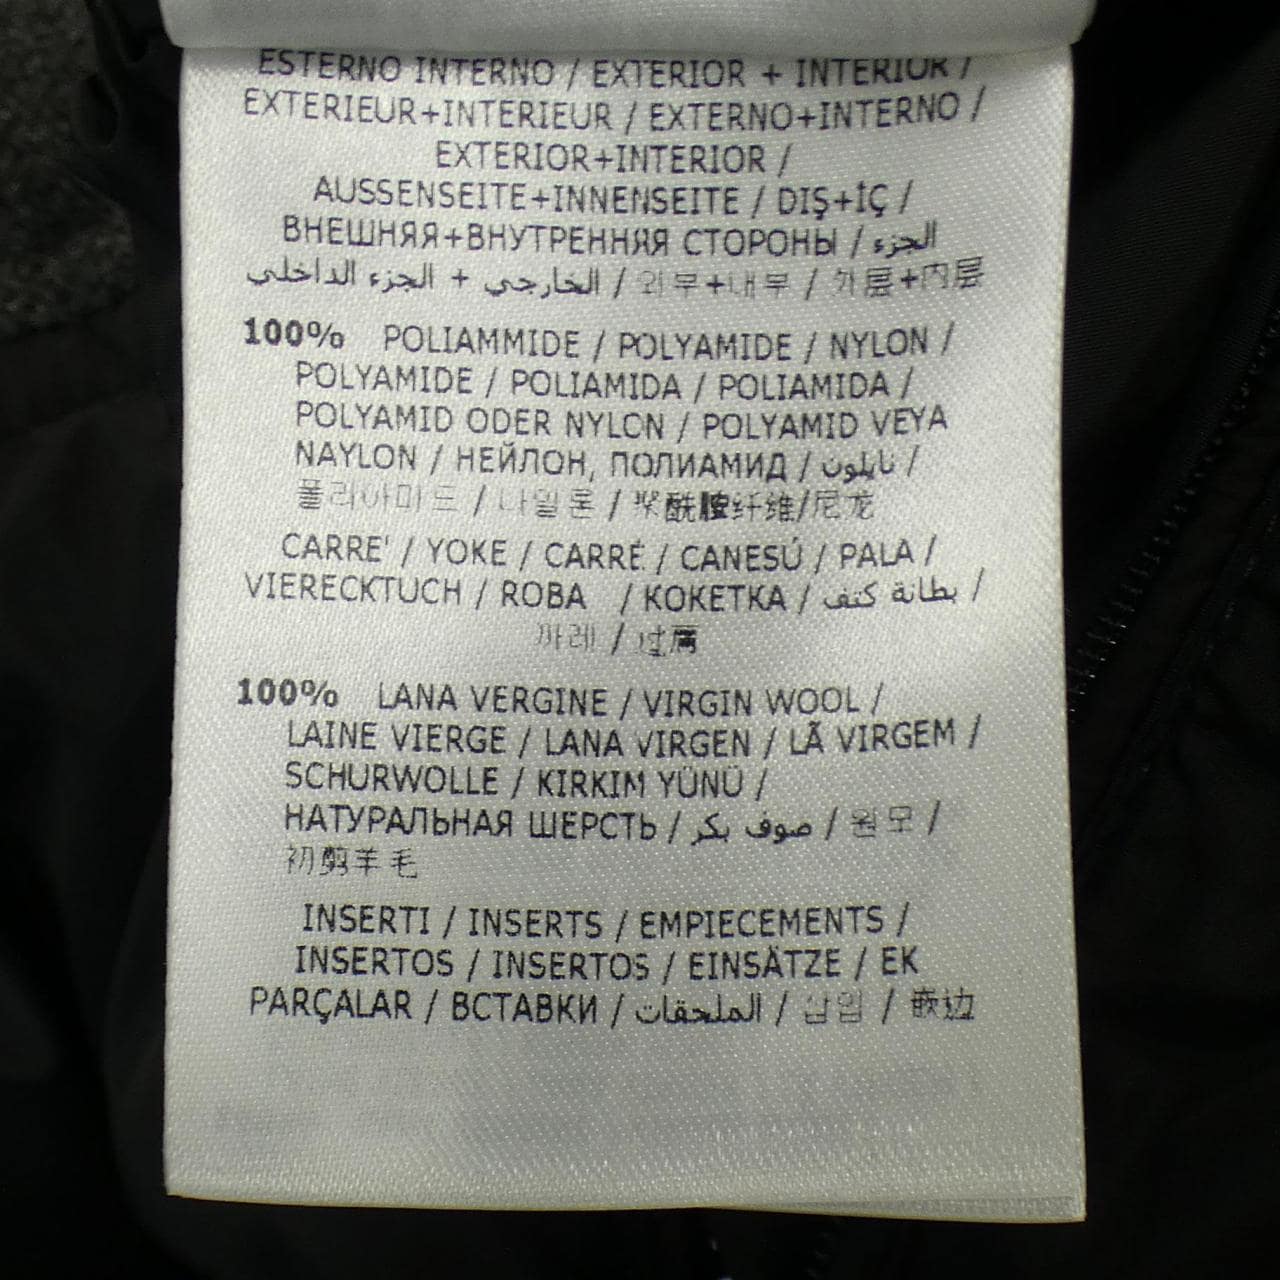 ESTERNO INTERNO / EXTERIOR + INTERIOR /
EXTERIEUR+INTERIEUR / EXTERNO+INTERNO /
EXTERIOR+INTERIOR /
AUSSENSEITE+INNENSEITE / DIŞ+İÇ /
ВНЕШНЯЯ+ВНУТРЕННЯЯ СТОРОНЫ / الجزء
الخارجي + الجزء الداخلي / 외부+내부 / 外层+内层
100% POLIAMMIDE / POLYAMIDE / NYLON /
POLYAMIDE / POLIAMIDA / POLIAMIDA /
POLYAMID ODER NYLON / POLYAMID VEYA
NAYLON / НЕЙЛОН, ПОЛИАМИД / نايلون /
폴리아미드 / 나일론 / 聚酰胺纤维/尼龙
CARRE' / YOKE / CARRÉ / CANESÚ / PALA /
VIERECKTUCH / ROBA / KOKETKA / بطانة كتف /
까레 / 过肩
100% LANA VERGINE / VIRGIN WOOL /
LAINE VIERGE / LANA VIRGEN / LÃ VIRGEM /
SCHURWOLLE / KIRKIM YÜNÜ /
НАТУРАЛЬНАЯ ШЕРСТЬ / صوف بكر / 원모 /
初剪羊毛
INSERTI / INSERTS / EMPIECEMENTS /
INSERTOS / INSERTOS / EINSÄTZE / EK
PARÇALAR / ВСТАВКИ / الملحقات / 삽입 / 嵌边